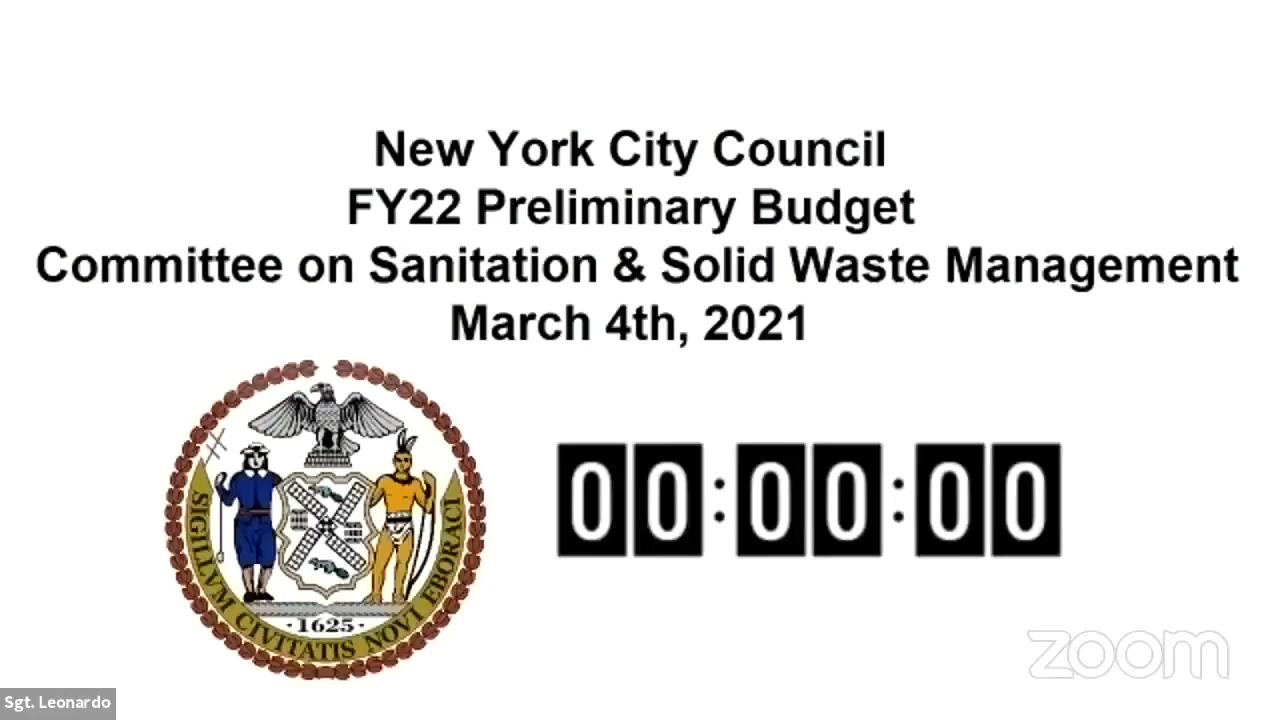 New York City Council
FY22 Preliminary Budget
Committee on Sanitation & Solid Waste Management
March 4th, 2021
00:00:00
SIGILLVM CIVITATIS NOVI EBORACI
·1625·
zoom
Sgt. Leonardo